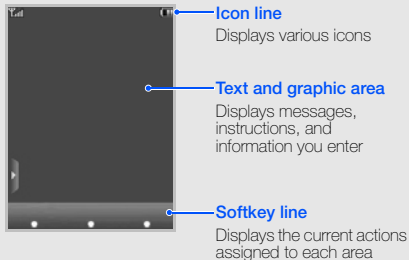 Icon line
Displays various icons
Text and graphic area
Displays messages,
instructions, and
information you enter
Softkey line
Displays the current actions
assigned to each area